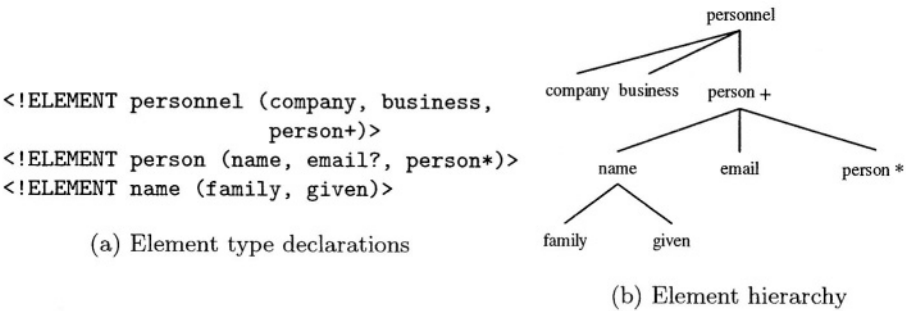 <!ELEMENT personnel (company, business,
person+)>
<!ELEMENT person (name, email?, person*)>
<!ELEMENT name (family, given)>
(a) Element type declarations
personnel
company business person +
name email person *
family given
(b) Element hierarchy